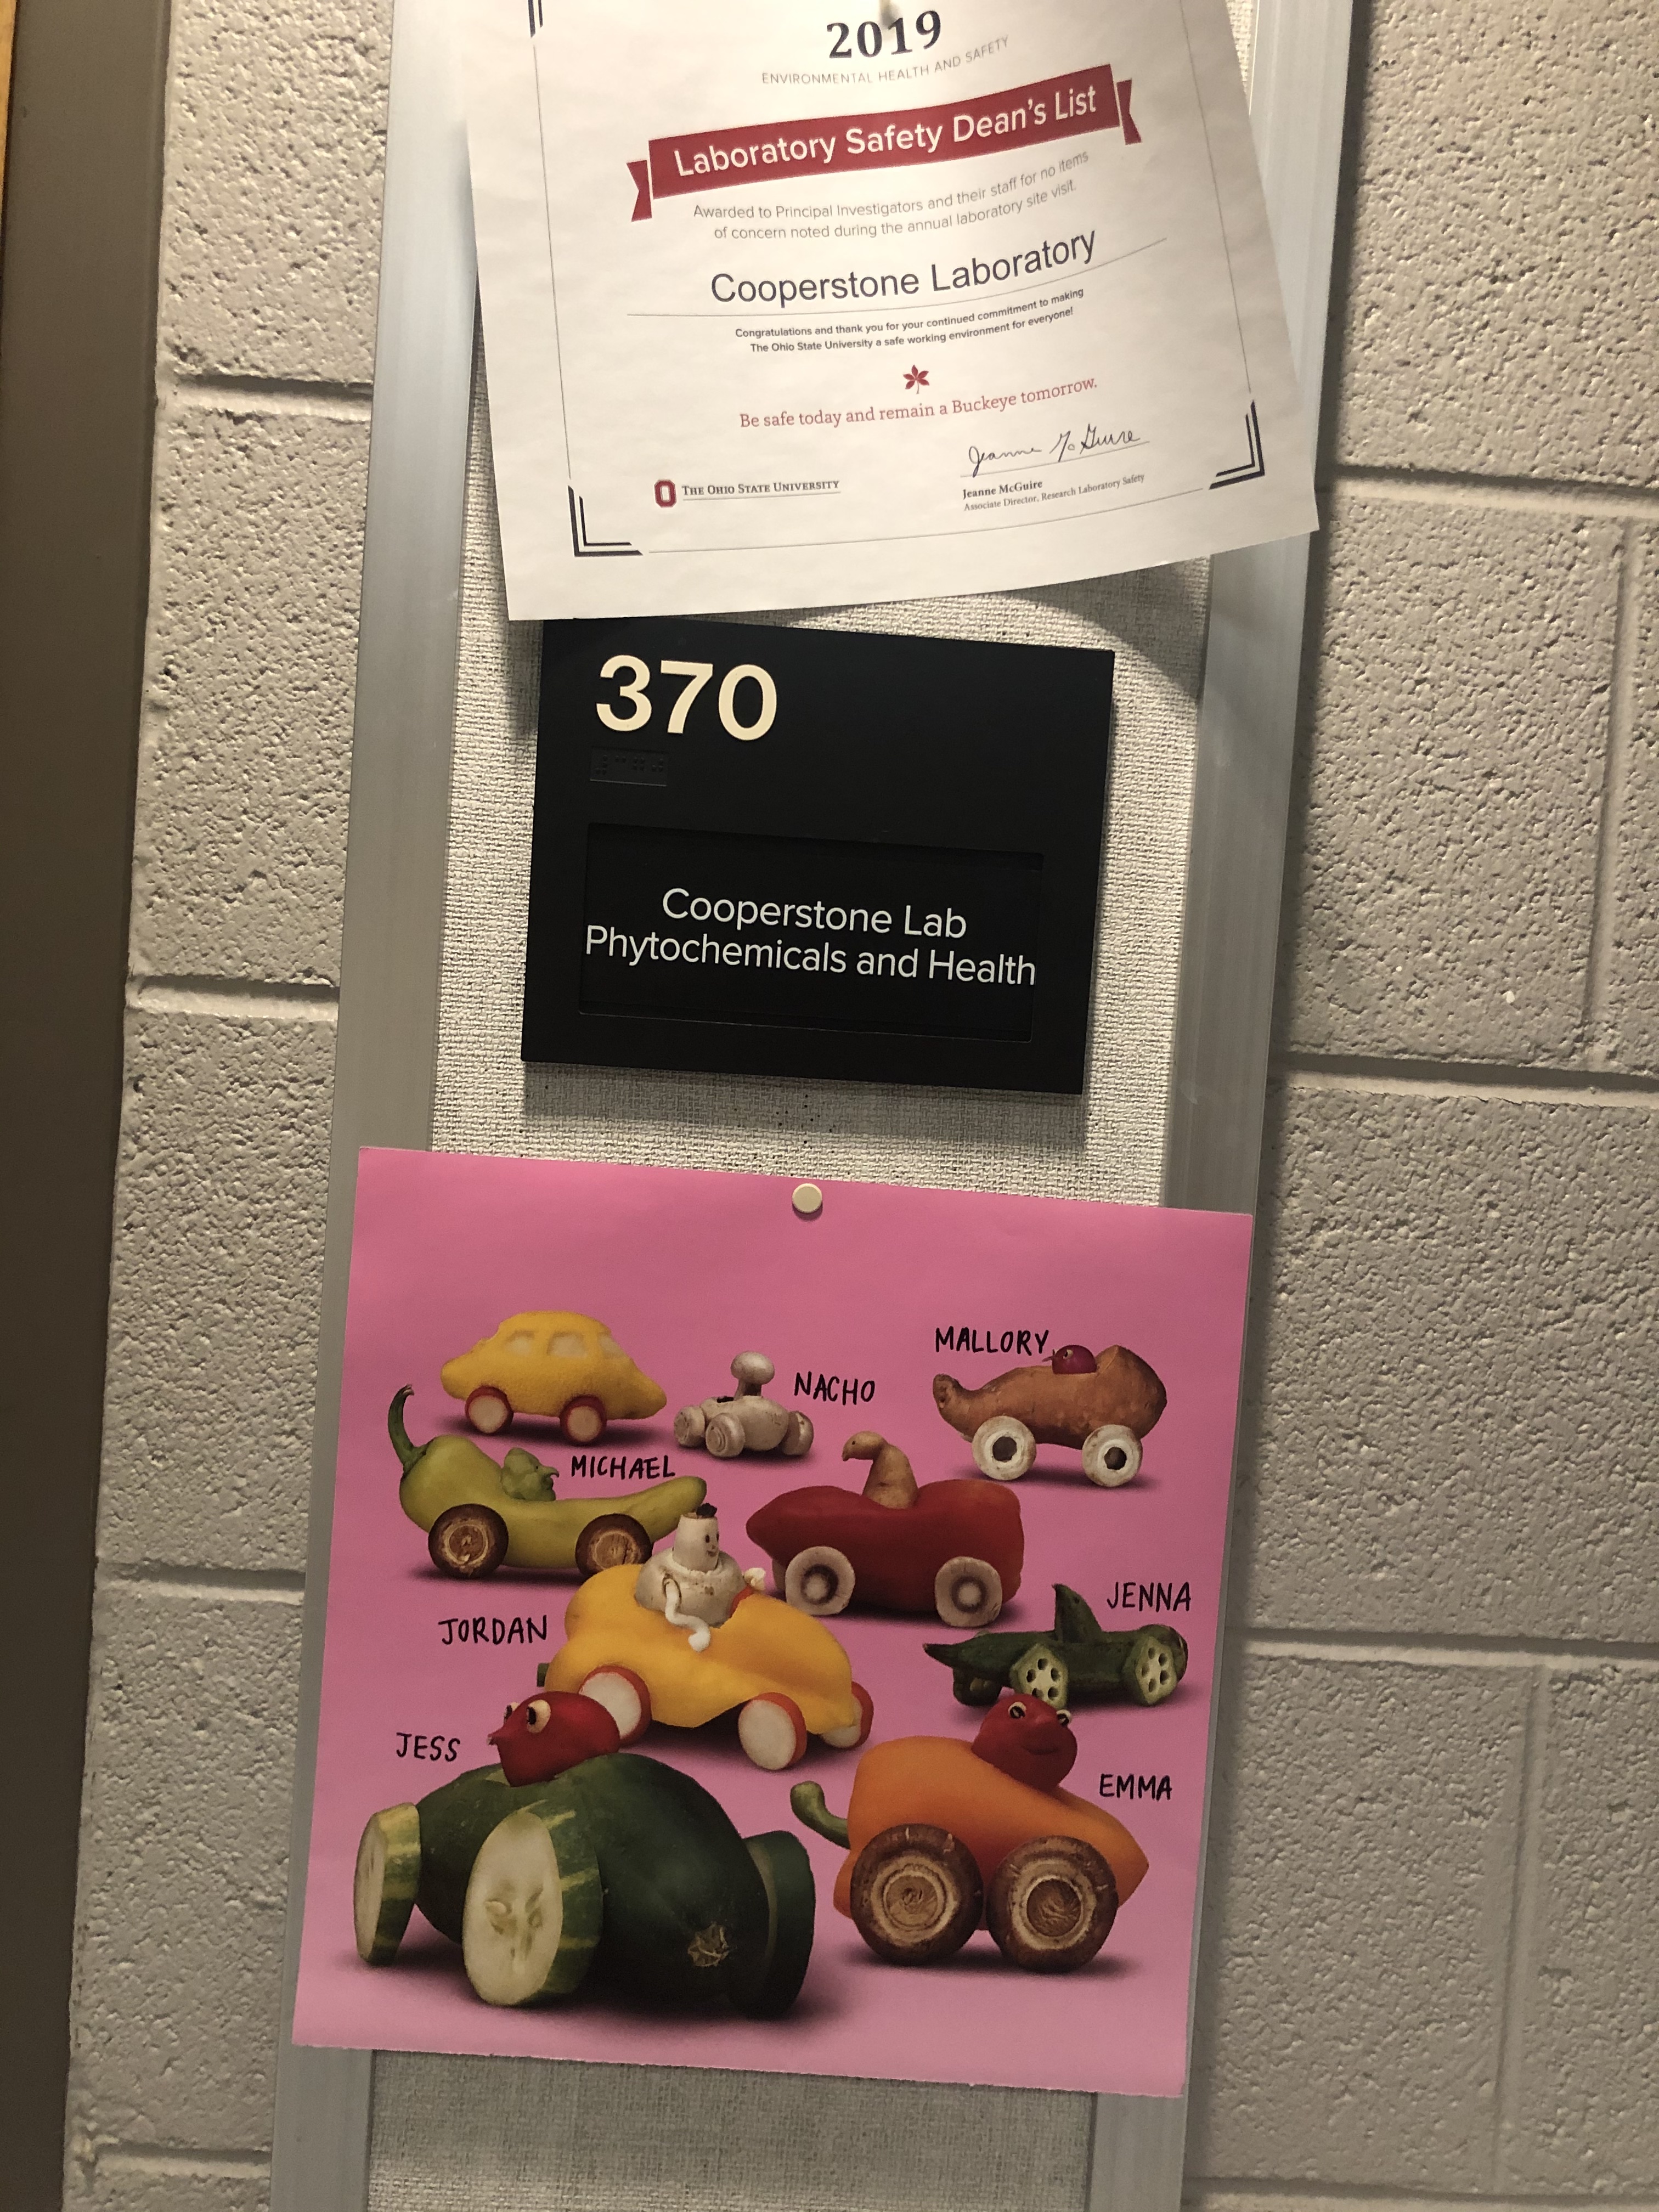 2019
ENVIRONMENTAL HEALTH AND SAFETY
Laboratory Safety Dean's List
Awarded to Principal Investigators and their staff for no items
of concern noted during the annual laboratory site visit.
Cooperstone Laboratory
Congratulations and thank you for your continued commitment to making
The Ohio State University a safe working environment for everyone!
Be safe today and remain a Buckeye tomorrow.
Jeanne McGuire
THE OHIO STATE UNIVERSITY
Jeanne McGuire
Associate Director, Research Laboratory Safety
370
Cooperstone Lab
Phytochemicals and Health
MALLORY
NACHO
MICHAEL
JENNA
JORDAN
JESS
EMMA